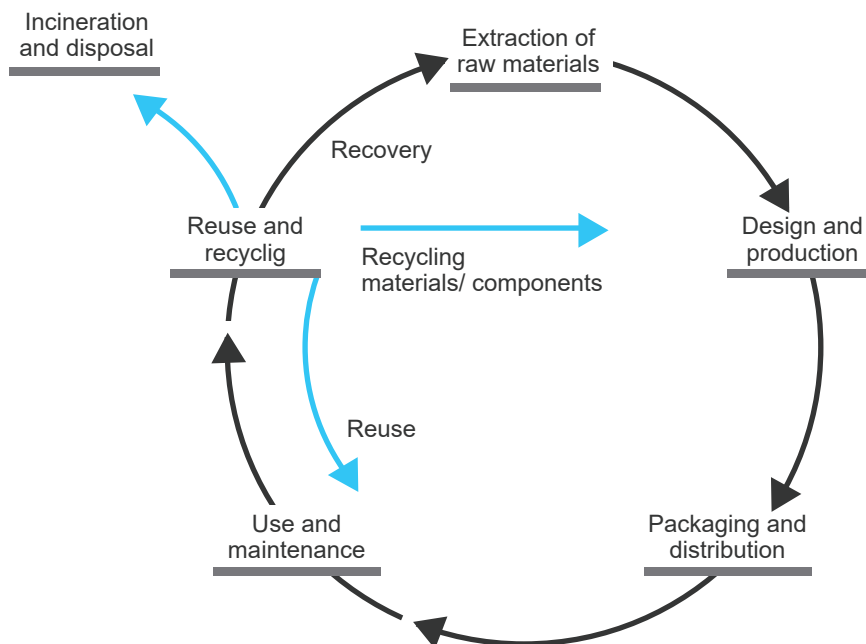 Incineration
and disposal
Extraction of
raw materials
Recovery
Reuse and
recyclig
Recycling
materials/ components
Design and
production
Reuse
Use and
maintenance
Packaging and
distribution